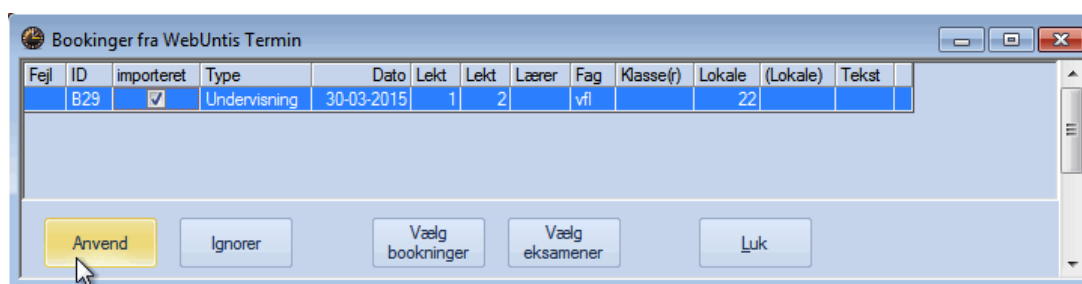 Bookinger fra WebUntis Termin
Fejl ID importeret Type Dato Lekt Lekt Lærer Fag Klasse(r) Lokale (Lokale) Tekst
B29 Undervisning 30-03-2015 1 2 vfl 22
Anvend Ignorer Vælg bookninger Vælg eksamener Luk